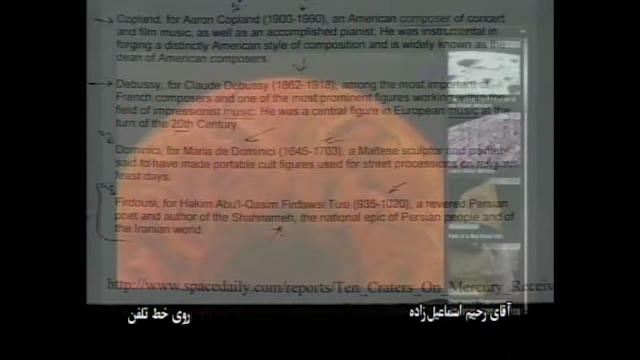 Copland, for Aaron Copland (1900-1990), an American composer of concert
and film music, as well as an accomplished pianist. He was instrumental in
forging a distinctly American style of composition and is widely known as the
dean of American composers.
Debussy, for Claude Debussy (1862-1918), among the most important of
French composers and one of the most prominent figures working in the
field of impressionist music. He was a central figure in European music at the
turn of the 20th Century.
Dominici, for Maria de Dominici (1645-1703), a Maltese sculptor and painter
said to have made portable cult figures used for street processions on religious
feast days.
Firdousi, for Hakim Abu'l-Qasim Firdawsi Tusi (935-1020), a revered Persian
poet and author of the Shahnameh, the national epic of Persian people and of
the Iranian world.
http://www.spacedaily.com/reports/Ten_Craters_On_Mercury_Receiv
آقای رحیم اسماعیل‌زاده
روی خط تلفن